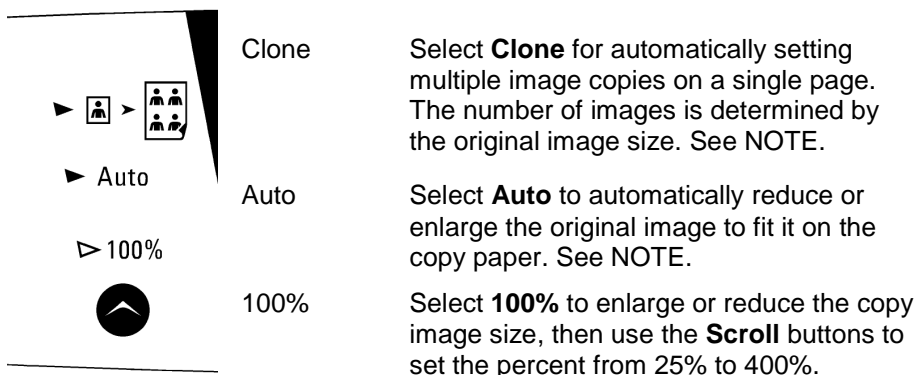 Clone Select Clone for automatically setting
multiple image copies on a single page.
The number of images is determined by
the original image size. See NOTE.
Auto
Auto Select Auto to automatically reduce or
enlarge the original image to fit it on the
copy paper. See NOTE.
100%
100% Select 100% to enlarge or reduce the copy
image size, then use the Scroll buttons to
set the percent from 25% to 400%.